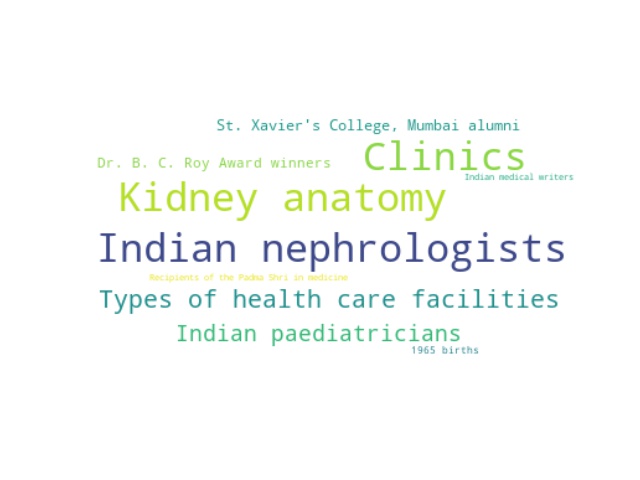 St. Xavier's College, Mumbai alumni
Dr. B. C. Roy Award winners
Clinics
Indian medical writers
Kidney anatomy
Indian nephrologists
Recipients of the Padma Shri in medicine
Types of health care facilities
Indian paediatricians
1965 births